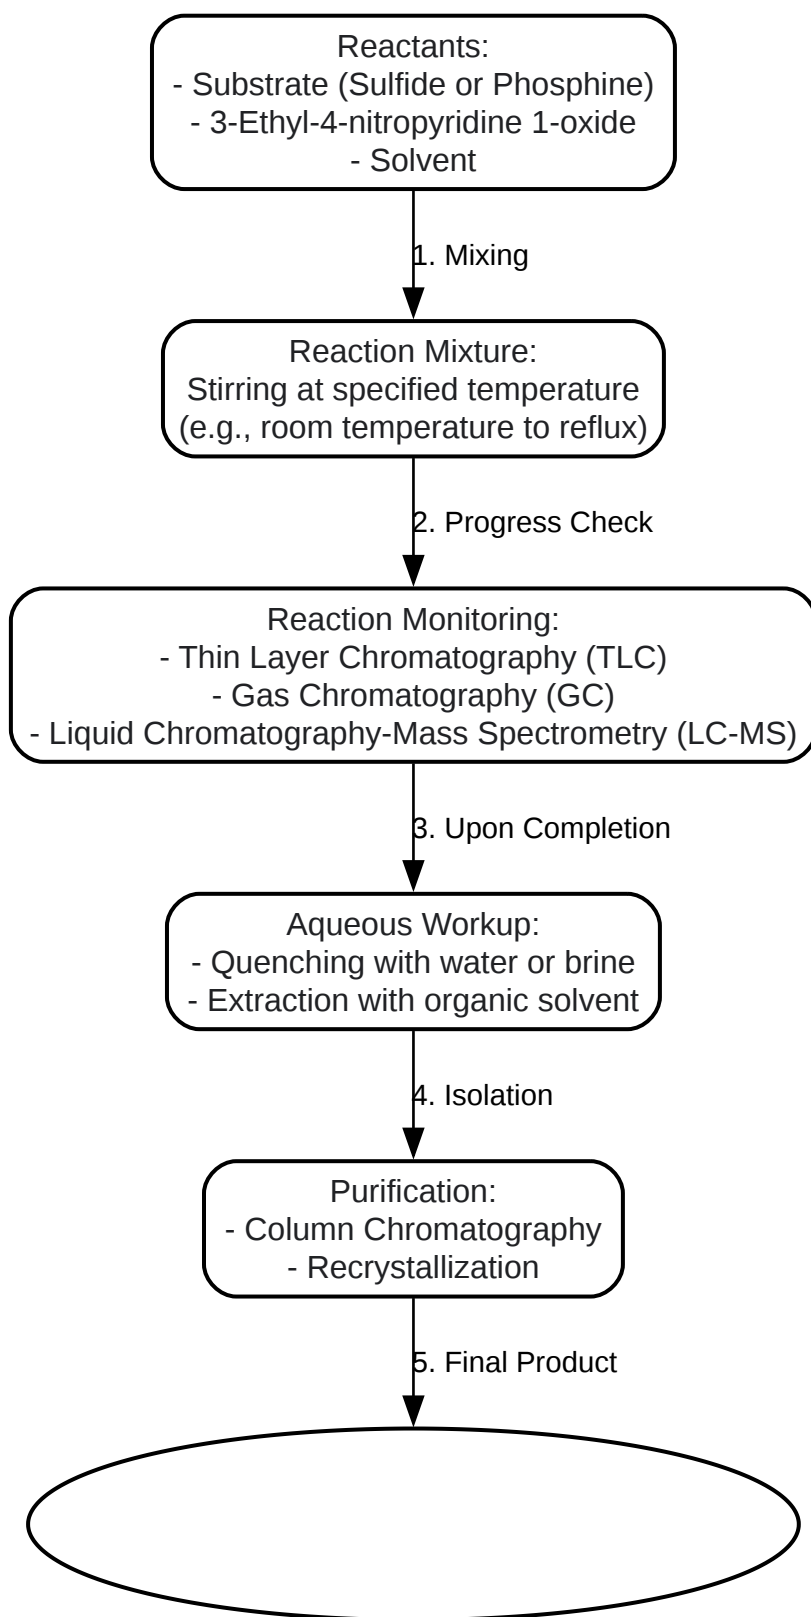 Reactants:
- Substrate (Sulfide or Phosphine)
- 3-Ethyl-4-nitropyridine 1-oxide
- Solvent
1. Mixing
Reaction Mixture:
Stirring at specified temperature
(e.g., room temperature to reflux)
2. Progress Check
Reaction Monitoring:
- Thin Layer Chromatography (TLC)
- Gas Chromatography (GC)
- Liquid Chromatography-Mass Spectrometry (LC-MS)
3. Upon Completion
Aqueous Workup:
- Quenching with water or brine
- Extraction with organic solvent
4. Isolation
Purification:
- Column Chromatography
- Recrystallization
5. Final Product